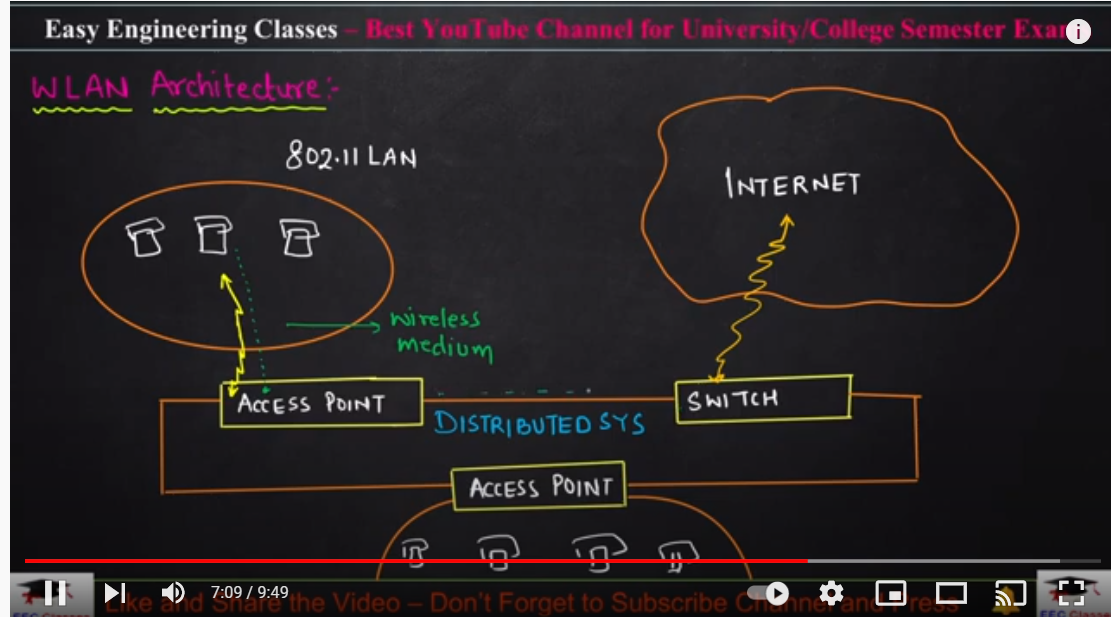 Easy Engineering Classes – Best YouTube Channel for University/College Semester Exam
WLAN Architecture:-
802.11 LAN
INTERNET
wireless
medium
ACCESS POINT
SWITCH
DISTRIBUTED SYS
ACCESS POINT
7:09 / 9:49
Like and Share the Video – Don't Forget to Subscribe Channel and Press